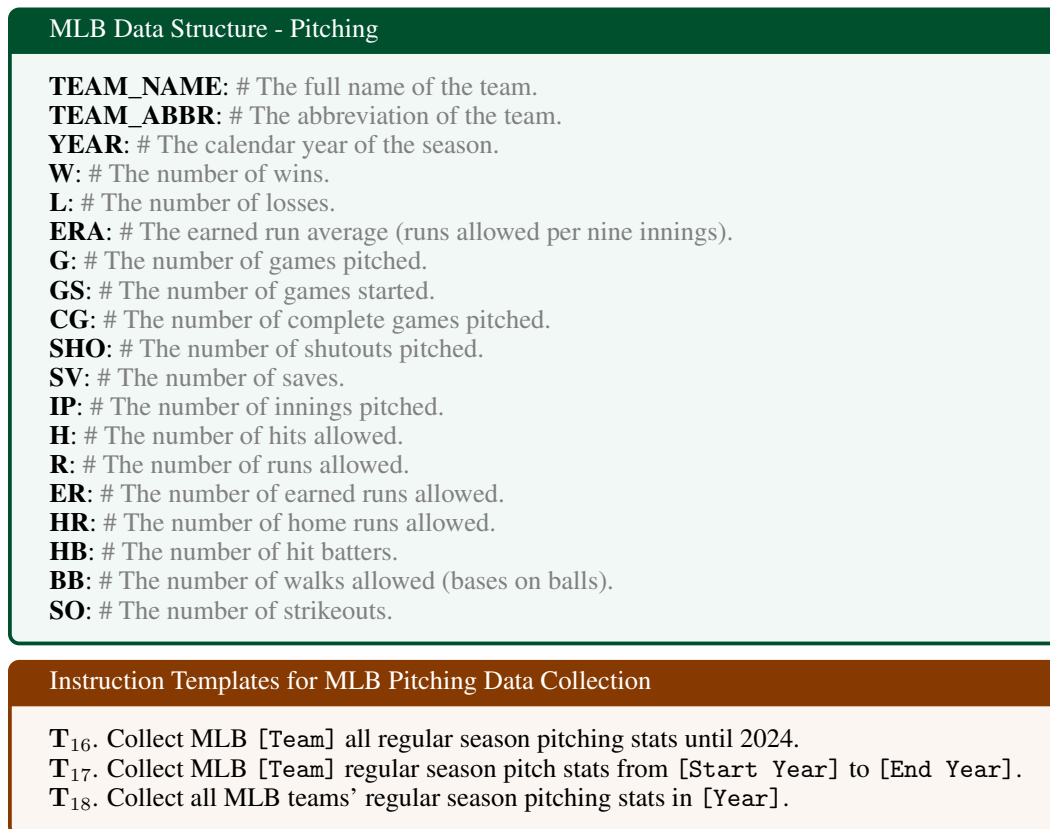 MLB Data Structure - Pitching
TEAM_NAME: # The full name of the team.
TEAM_ABBR: # The abbreviation of the team.
YEAR: # The calendar year of the season.
W: # The number of wins.
L: # The number of losses.
ERA: # The earned run average (runs allowed per nine innings).
G: # The number of games pitched.
GS: # The number of games started.
CG: # The number of complete games pitched.
SHO: # The number of shutouts pitched.
SV: # The number of saves.
IP: # The number of innings pitched.
H: # The number of hits allowed.
R: # The number of runs allowed.
ER: # The number of earned runs allowed.
HR: # The number of home runs allowed.
HB: # The number of hit batters.
BB: # The number of walks allowed (bases on balls).
SO: # The number of strikeouts.
Instruction Templates for MLB Pitching Data Collection
T₁₆. Collect MLB [Team] all regular season pitching stats until 2024.
T₁₇. Collect MLB [Team] regular season pitch stats from [Start Year] to [End Year].
T₁₈. Collect all MLB teams' regular season pitching stats in [Year].